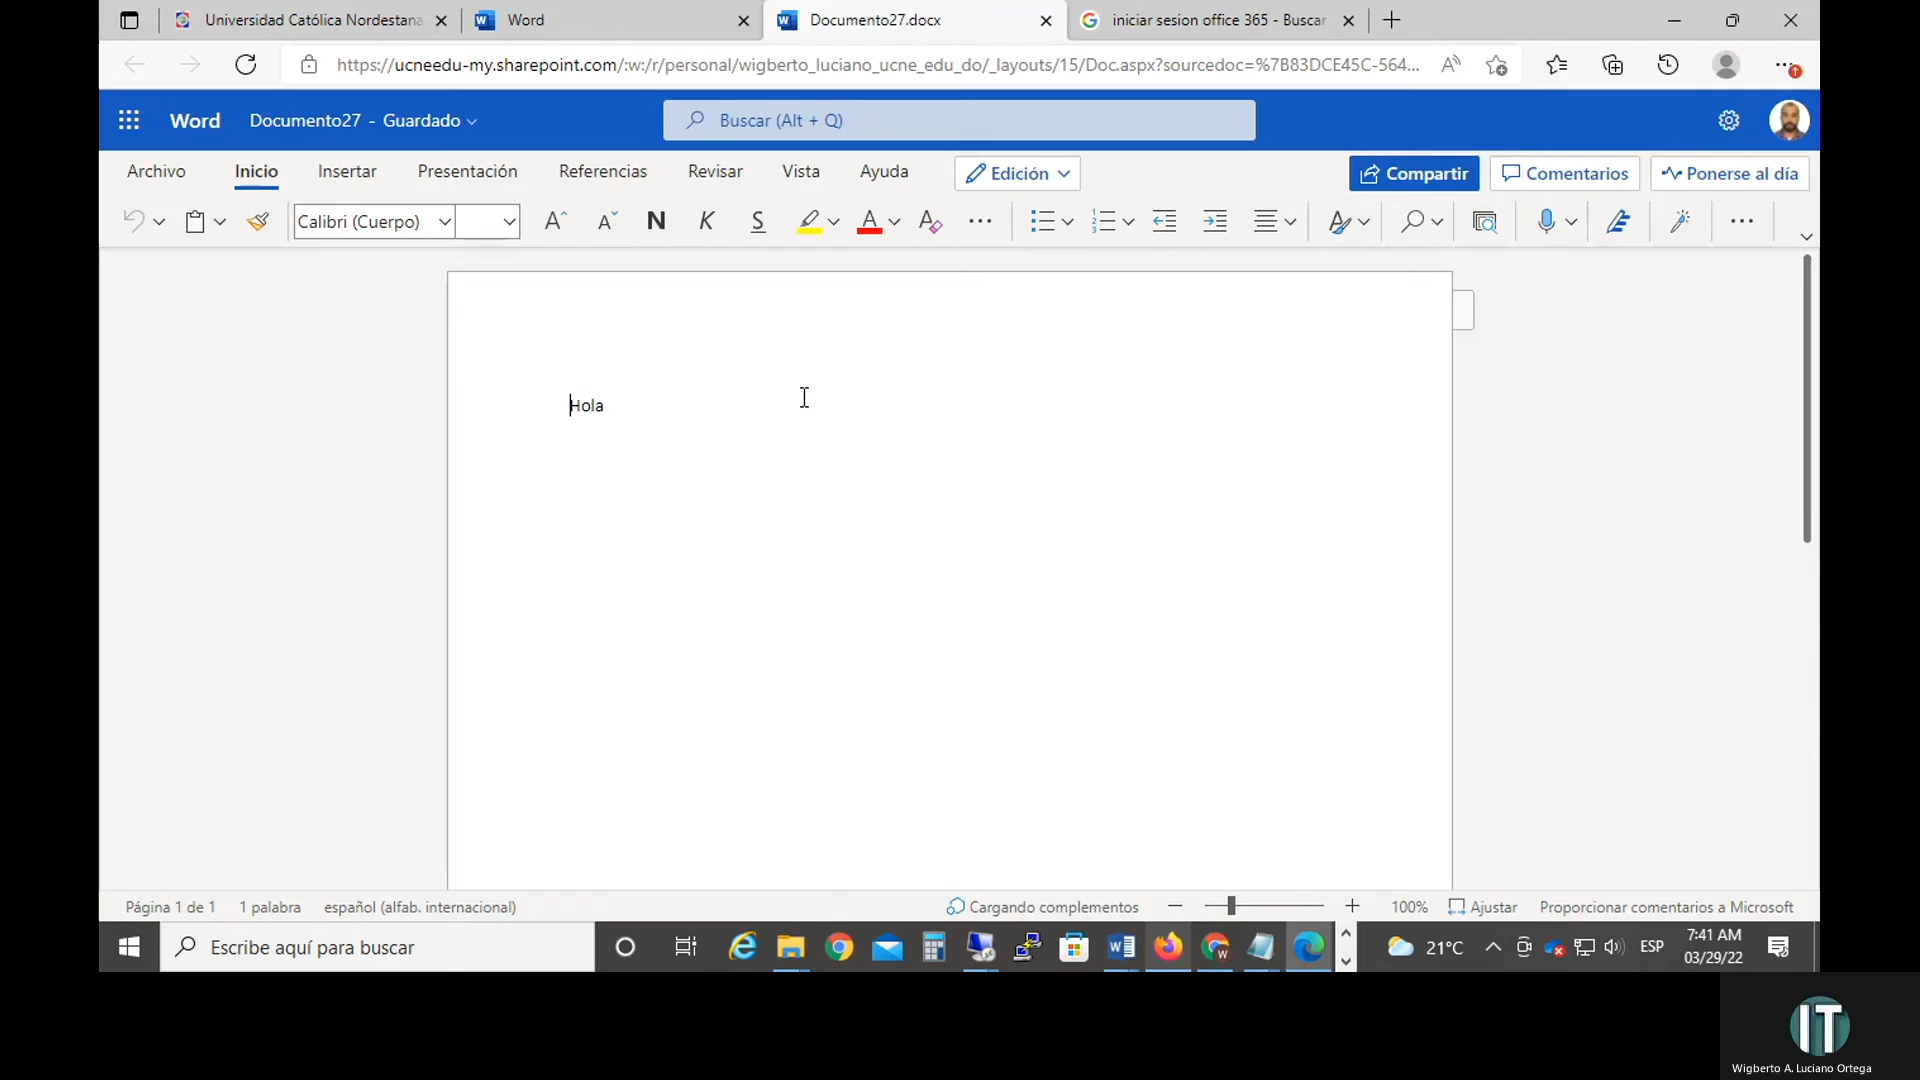 Universidad Católica Nordestana
Word
Documento27.docx
iniciar sesion office 365 - Buscar
https://ucneedu-my.sharepoint.com/:w:/r/personal/wigberto_luciano_ucne_edu_do/_layouts/15/Doc.aspx?sourcedoc=%7B83DCE45C-564...
Word
Documento27 - Guardado
Buscar (Alt + Q)
Archivo
Inicio
Insertar
Presentación
Referencias
Revisar
Vista
Ayuda
Edición
Compartir
Comentarios
Ponerse al día
Calibri (Cuerpo)
N
K
S
Hola
Página 1 de 1
1 palabra
español (alfab. internacional)
Cargando complementos
100%
Ajustar
Proporcionar comentarios a Microsoft
Escribe aquí para buscar
21°C
ESP
7:41 AM
03/29/22
IT
Wigberto A. Luciano Ortega